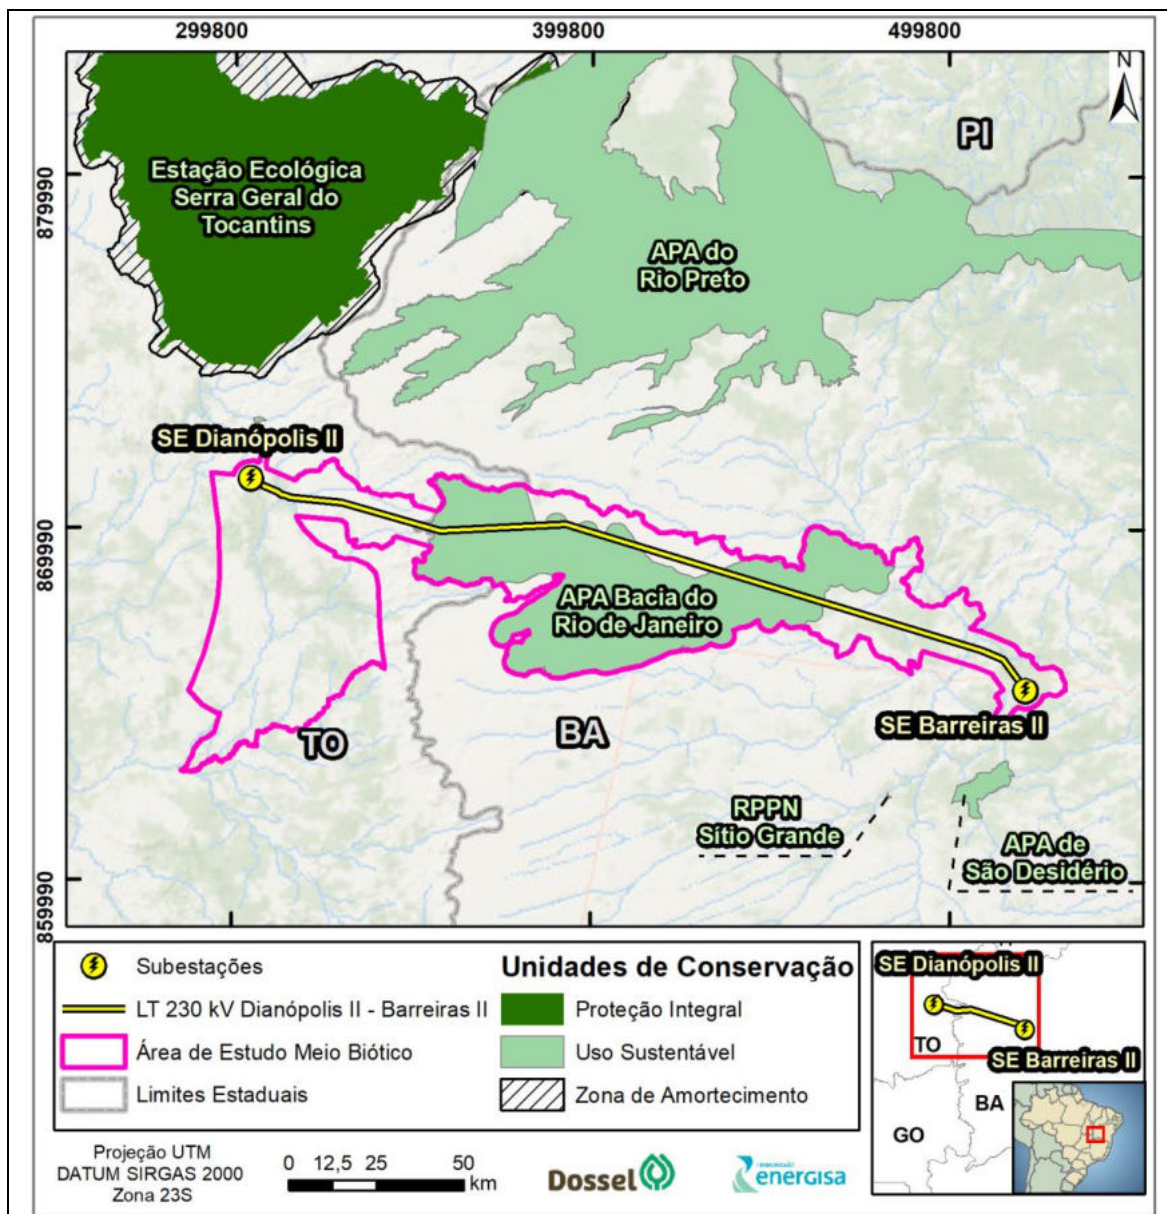 299800
399800
499800
N
PI
Estação Ecológica
Serra Geral do
Tocantins
879990
APA do
Rio Preto
SE Dianópolis II
869990
APA Bacia do
Rio de Janeiro
SE Barreiras II
TO
BA
RPPN
Sítio Grande
APA de
São Desidério
859990
Subestações
LT 230 kV Dianópolis II - Barreiras II
Área de Estudo Meio Biótico
Limites Estaduais
Unidades de Conservação
Proteção Integral
Uso Sustentável
Zona de Amortecimento
SE Dianópolis II
TO
SE Barreiras II
BA
GO
Projeção UTM
DATUM SIRGAS 2000
Zona 23S
0 12,5 25 50
km
Dossel
energisa